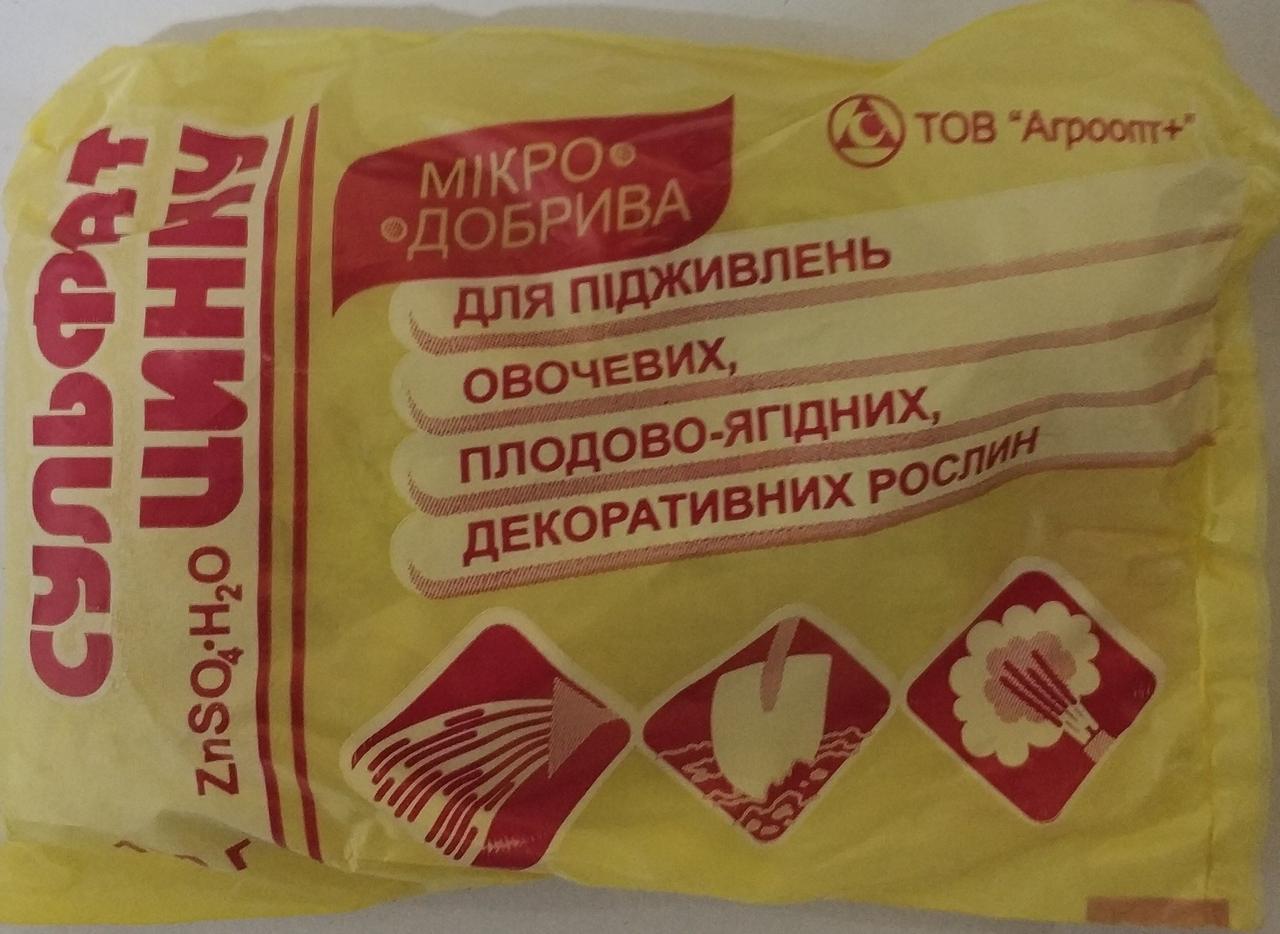 СУЛЬФАТ
ЦИНКУ
ZnSO₄·H₂O
МІКРО
ДОБРИВА
ТОВ "Агроопт+"
ДЛЯ ПІДЖИВЛЕНЬ
ОВОЧЕВИХ,
ПЛОДОВО-ЯГІДНИХ,
ДЕКОРАТИВНИХ РОСЛИН